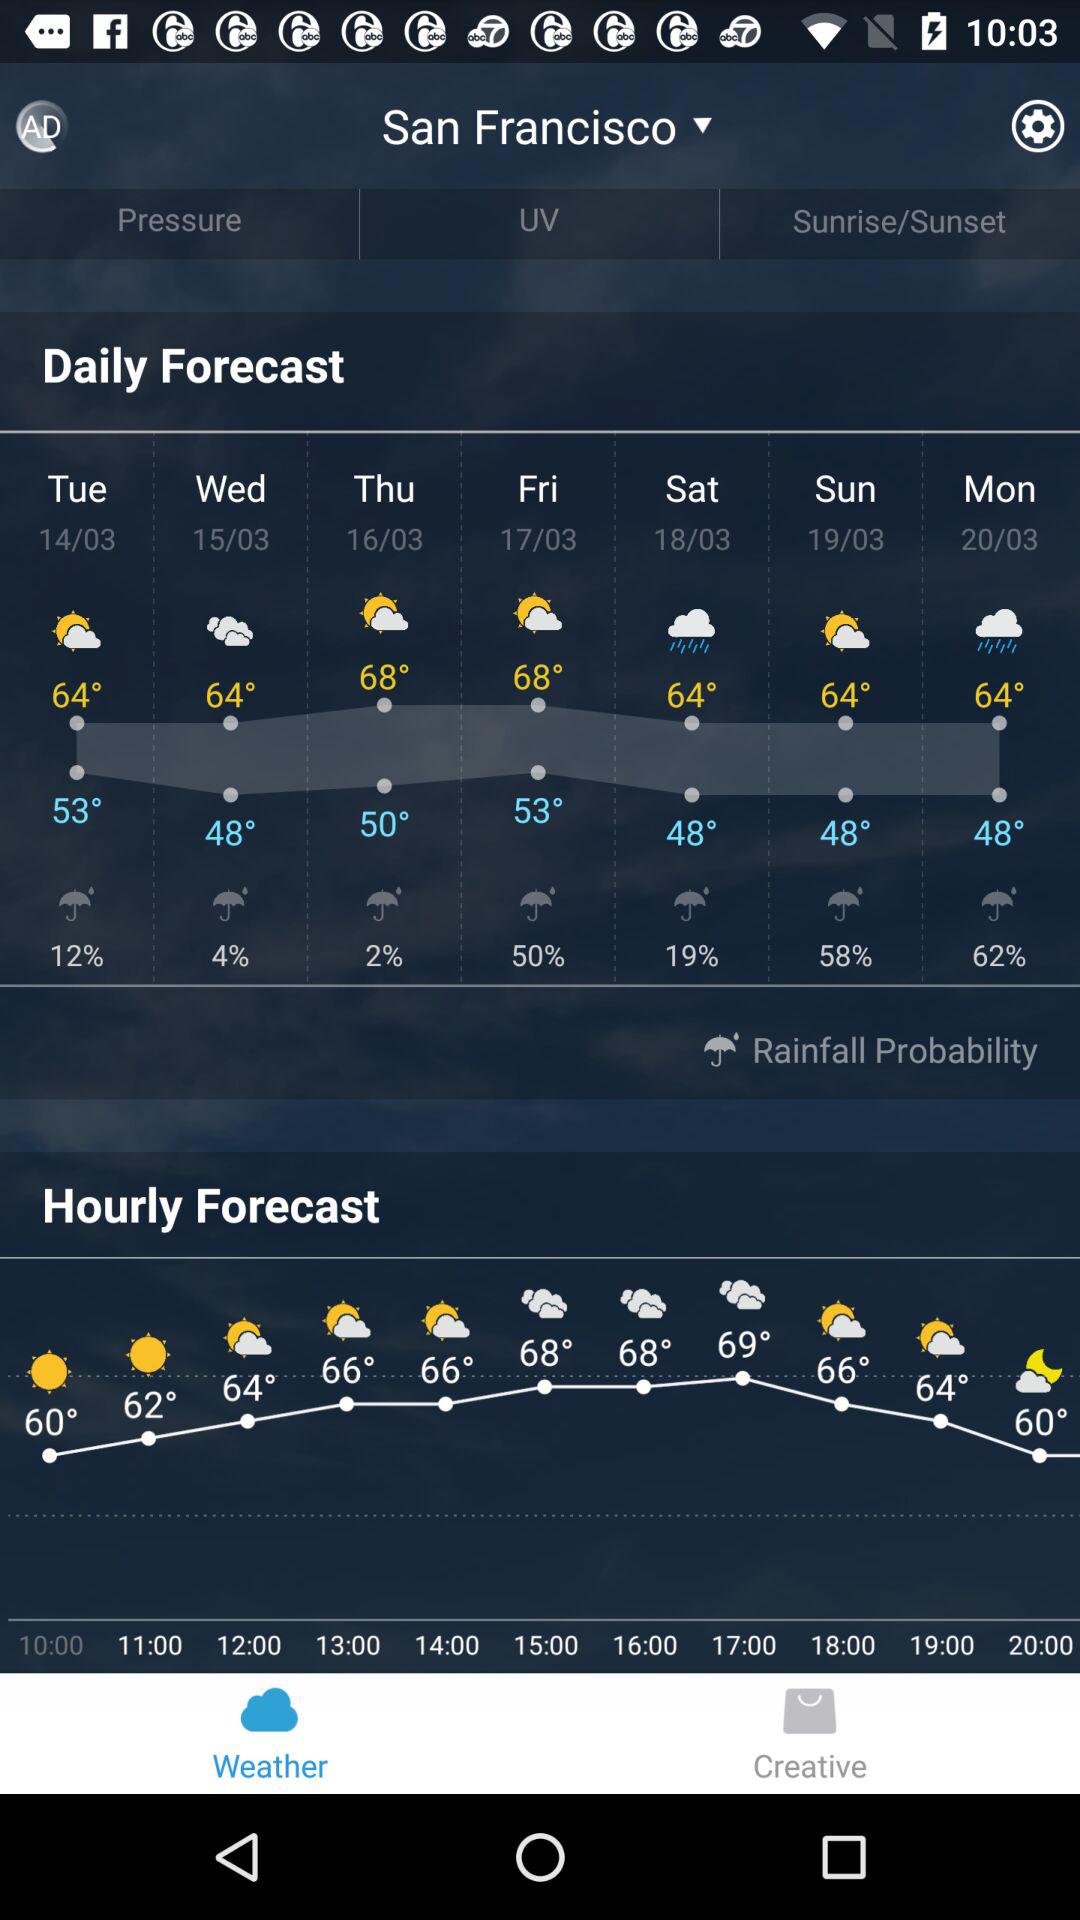 10:03
AD San Francisco
Pressure UV Sunrise/Sunset
Daily Forecast
Tue Wed Thu Fri Sat Sun Mon
14/03 15/03 16/03 17/03 18/03 19/03 20/03
64° 64° 68° 68° 64° 64° 64°
53° 48° 50° 53° 48° 48° 48°
12% 4% 2% 50% 19% 58% 62%
Rainfall Probability
Hourly Forecast
60° 62° 64° 66° 66° 68° 68° 69° 66° 64° 60°
10:00 11:00 12:00 13:00 14:00 15:00 16:00 17:00 18:00 19:00 20:00
Weather Creative